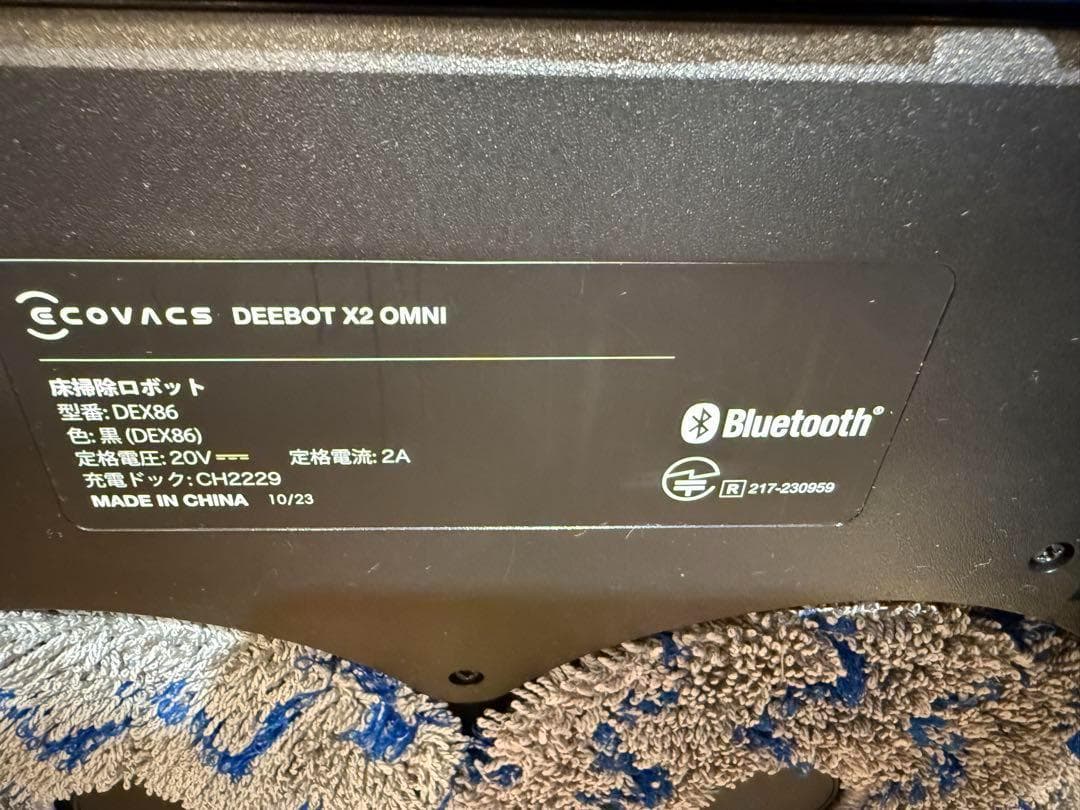 ECOVACS DEEBOT X2 OMNI
床掃除ロボット
型番: DEX86
色: 黒 (DEX86)
定格電圧: 20V 定格電流: 2A
充電ドック: CH2229
MADE IN CHINA 10/23
Bluetooth®
R 217-230959